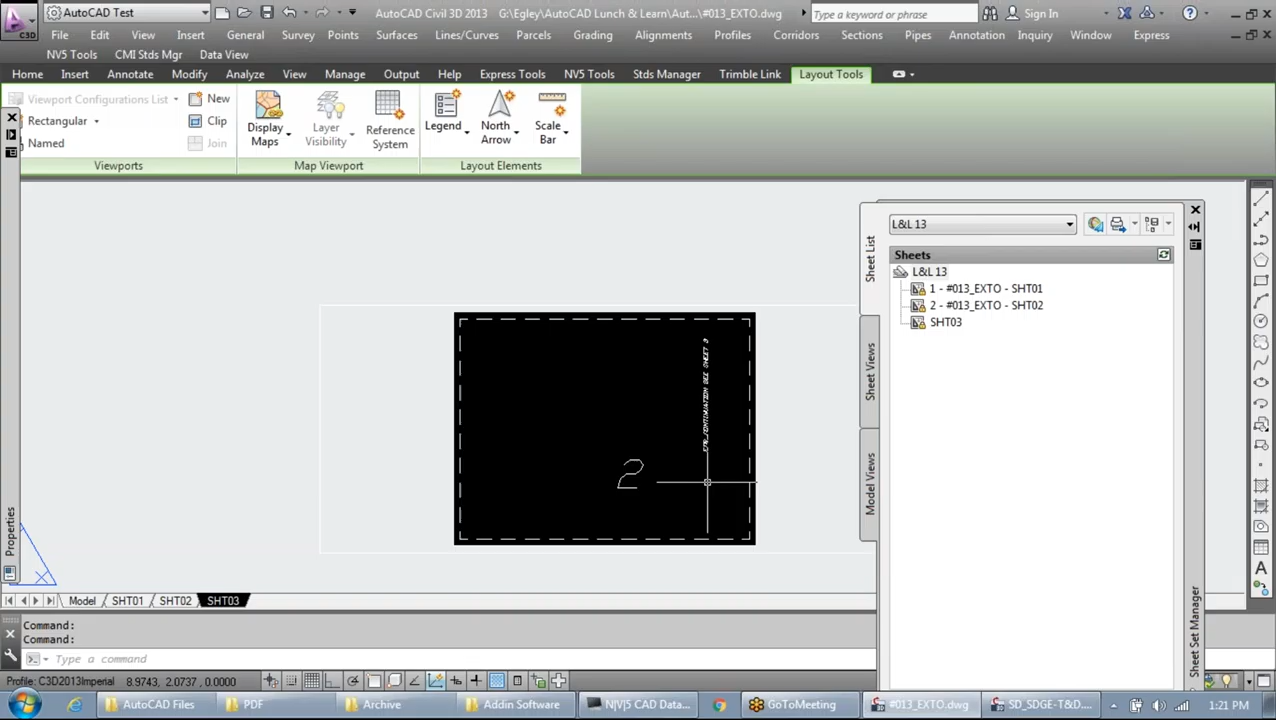 AutoCAD Test
AutoCAD Civil 3D 2013 G:\Egley\AutoCAD Lunch & Learn\Aut...\#013_EXTO.dwg
Type a keyword or phrase
Sign In
C3D
File Edit View Insert General Survey Points Surfaces Lines/Curves Parcels Grading Alignments Profiles Corridors Sections Pipes Annotation Inquiry Window Express
NV5 Tools CMI Stds Mgr Data View
Home Insert Annotate Modify Analyze View Manage Output Help Express Tools NV5 Tools Stds Manager Trimble Link Layout Tools
Viewport Configurations List
New
Rectangular
Clip
Named
Join
Display Maps
Layer Visibility
Reference System
Legend
North Arrow
Scale Bar
Viewports
Map Viewport
Layout Elements
L&L 13
Sheets
L&L 13
1 - #013_EXTO - SHT01
2 - #013_EXTO - SHT02
SHT03
Sheet List
Sheet Views
Model Views
Sheet Set Manager
Properties
CONTINUATION SEE SHEET
2
Model SHT01 SHT02 SHT03
Command:
Command:
Type a command
Profile: C3D2013Imperial 8.9743, 2.0737, 0.0000
AutoCAD Files
PDF
Archive
N|V|5 CAD Data...
GoToMeeting
#013_EXTO.dwg
SD_SDGE-T&D....
1:21 PM